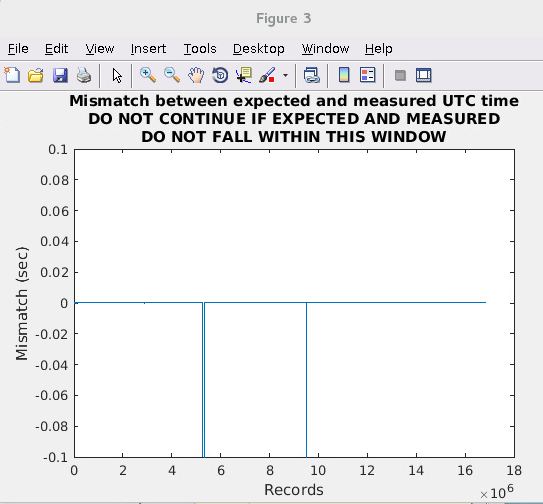 Figure 3
File Edit View Insert Tools Desktop Window Help
Mismatch between expected and measured UTC time
DO NOT CONTINUE IF EXPECTED AND MEASURED
DO NOT FALL WITHIN THIS WINDOW
0.1
0.08
0.06
0.04
0.02
0
-0.02
-0.04
-0.06
-0.08
-0.1
Mismatch (sec)
0 2 4 6 8 10 12 14 16 18
Records
×10^6